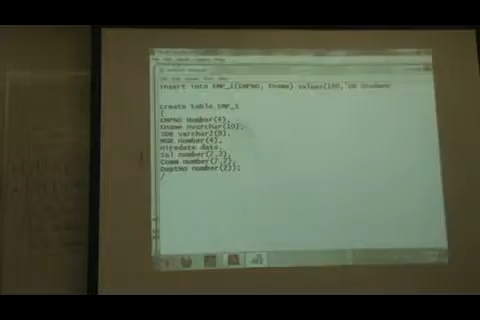 Insert into EMP_1(EMPNO, Ename) values(100,'DB Student
Create table EMP_1
(
EMPNO Number(4),
Ename nvarchar(10),
JOB varchar2(9),
MGR number(4),
Hiredate date,
Sal number(7,2),
Comm number(7,2),
DeptNo number(2));
/